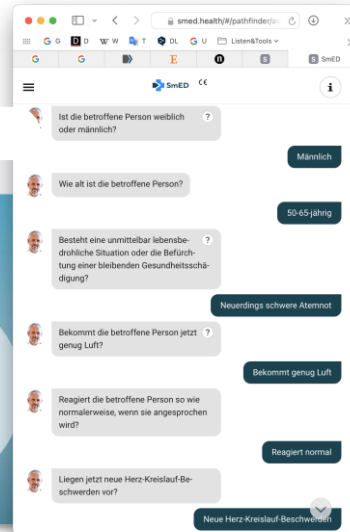 smed.health/#/pathfinder/as
G G D D W W T DL G U Listen&Tools
G G E S S SmED
SmED CE i
Ist die betroffene Person weiblich ?
oder männlich?
Männlich
Wie alt ist die betroffene Person?
50-65-jährig
Besteht eine unmittelbar lebensbe- ?
drohliche Situation oder die Befürch-
tung einer bleibenden Gesundheitsschä-
digung?
Neuerdings schwere Atemnot
Bekommt die betroffene Person jetzt ?
genug Luft?
Bekommt genug Luft
Reagiert die betroffene Person so wie
normalerweise, wenn sie angesprochen
wird?
Reagiert normal
Liegen jetzt neue Herz-Kreislauf-Be-
schwerden vor?
Neue Herz-Kreislauf-Beschwerden